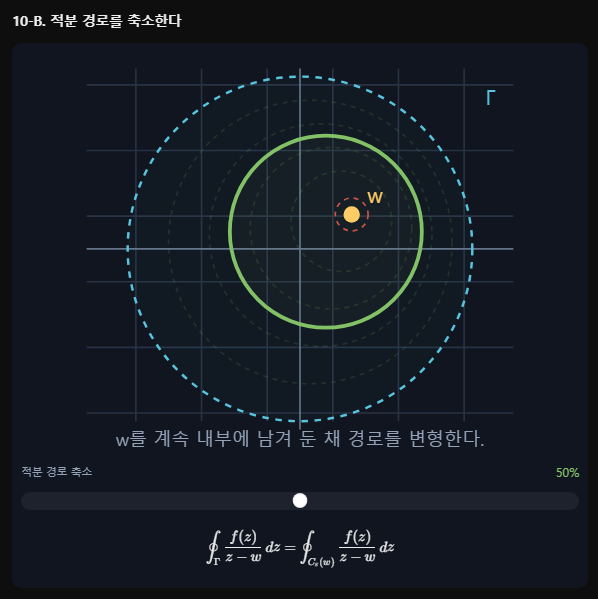 10-B. 적분 경로를 축소한다
Γ
w
w를 계속 내부에 남겨 둔 채 경로를 변형한다.
적분 경로 축소 50%
∮_Γ f(z)/(z − w) dz = ∮_{C_ε(w)} f(z)/(z − w) dz